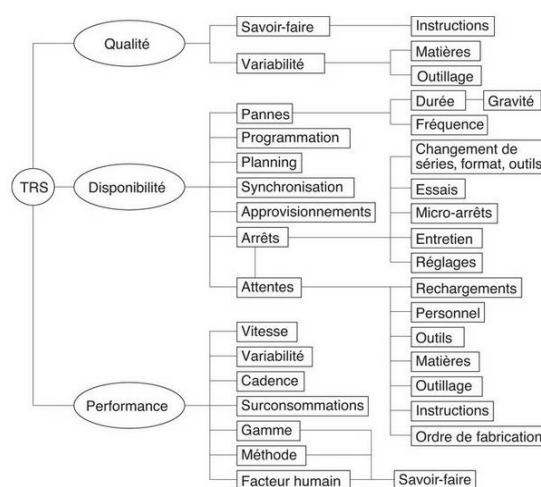 TRS
Qualité
Savoir-faire
Instructions
Variabilité
Matières
Outillage
Disponibilité
Pannes
Durée
Gravité
Fréquence
Programmation
Planning
Synchronisation
Approvisionnements
Arrêts
Changement de
séries, format, outils
Essais
Micro-arrêts
Entretien
Réglages
Attentes
Rechargements
Personnel
Outils
Matières
Outillage
Instructions
Ordre de fabrication
Performance
Vitesse
Variabilité
Cadence
Surconsommations
Gamme
Méthode
Facteur humain
Savoir-faire